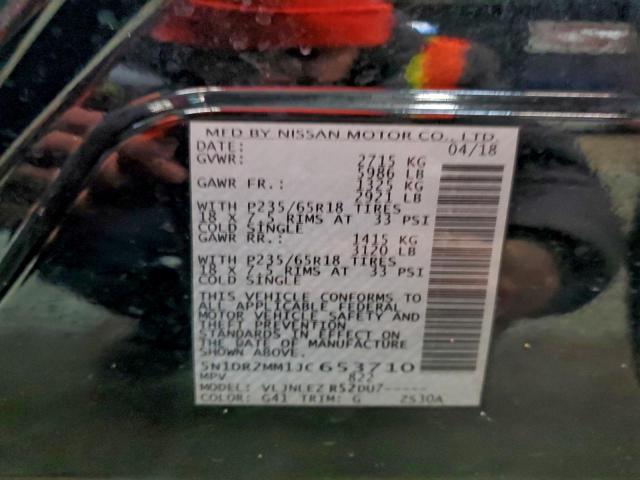 MFD BY NISSAN MOTOR CO., LTD.
DATE: 04/18
GVWR: 2715 KG
5986 LB
GAWR FR.: 1325 KG
2921 LB
WITH P235/65R18 TIRES
18 X 7.5 RIMS AT 33 PSI
COLD SINGLE
GAWR RR.: 1415 KG
3120 LB
WITH P235/65R18 TIRES
18 X 7.5 RIMS AT 33 PSI
COLD SINGLE
THIS VEHICLE CONFORMS TO
ALL APPLICABLE FEDERAL
MOTOR VEHICLE SAFETY AND
THEFT PREVENTION
STANDARDS IN EFFECT ON
THE DATE OF MANUFACTURE
SHOWN ABOVE.
5N1DR2MM1JC653710
MPV 822
MODEL: VLJNLEZ R52DU7-----
COLOR: G41 TRIM: G ZS30A